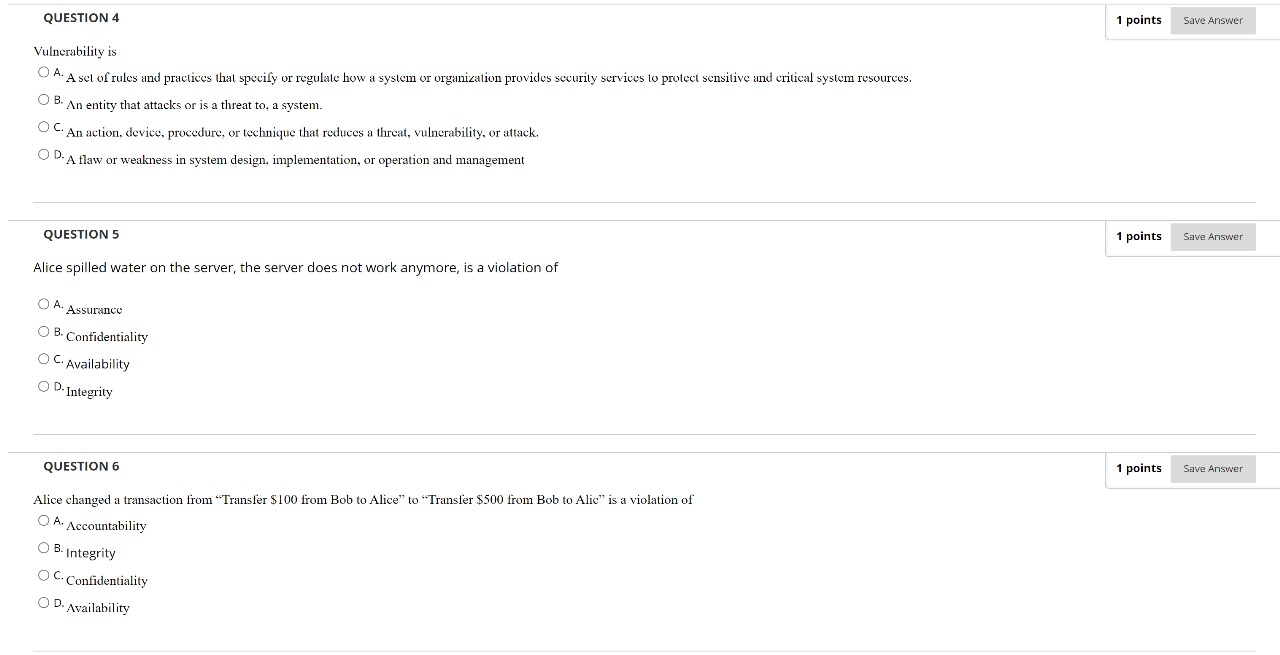 QUESTION 4
1 points Save Answer
Vulnerability is
A. A set of rules and practices that specify or regulate how a system or organization provides security services to protect sensitive and critical system resources.
B. An entity that attacks or is a threat to, a system.
C. An action, device, procedure, or technique that reduces a threat, vulnerability, or attack.
D. A flaw or weakness in system design, implementation, or operation and management
QUESTION 5
1 points Save Answer
Alice spilled water on the server, the server does not work anymore, is a violation of
A. Assurance
B. Confidentiality
C. Availability
D. Integrity
QUESTION 6
1 points Save Answer
Alice changed a transaction from “Transfer $100 from Bob to Alice” to “Transfer $500 from Bob to Alic” is a violation of
A. Accountability
B. Integrity
C. Confidentiality
D. Availability